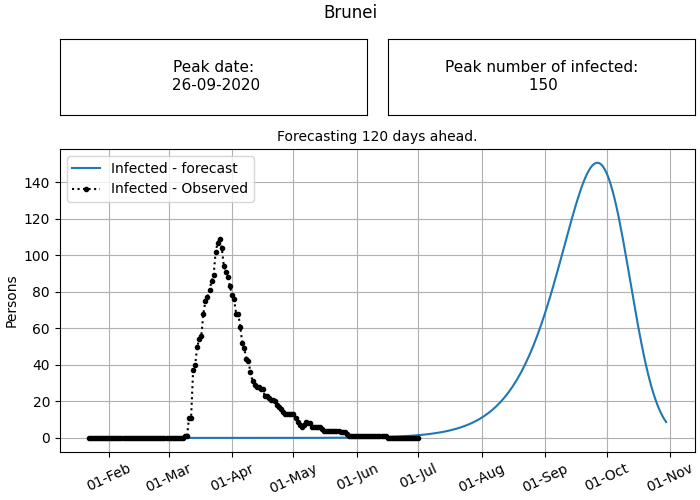 Brunei
Peak date:
26-09-2020
Peak number of infected:
150
Forecasting 120 days ahead.
Infected - forecast
Infected - Observed
Persons
140
120
100
80
60
40
20
0
01-Feb
01-Mar
01-Apr
01-May
01-Jun
01-Jul
01-Aug
01-Sep
01-Oct
01-Nov